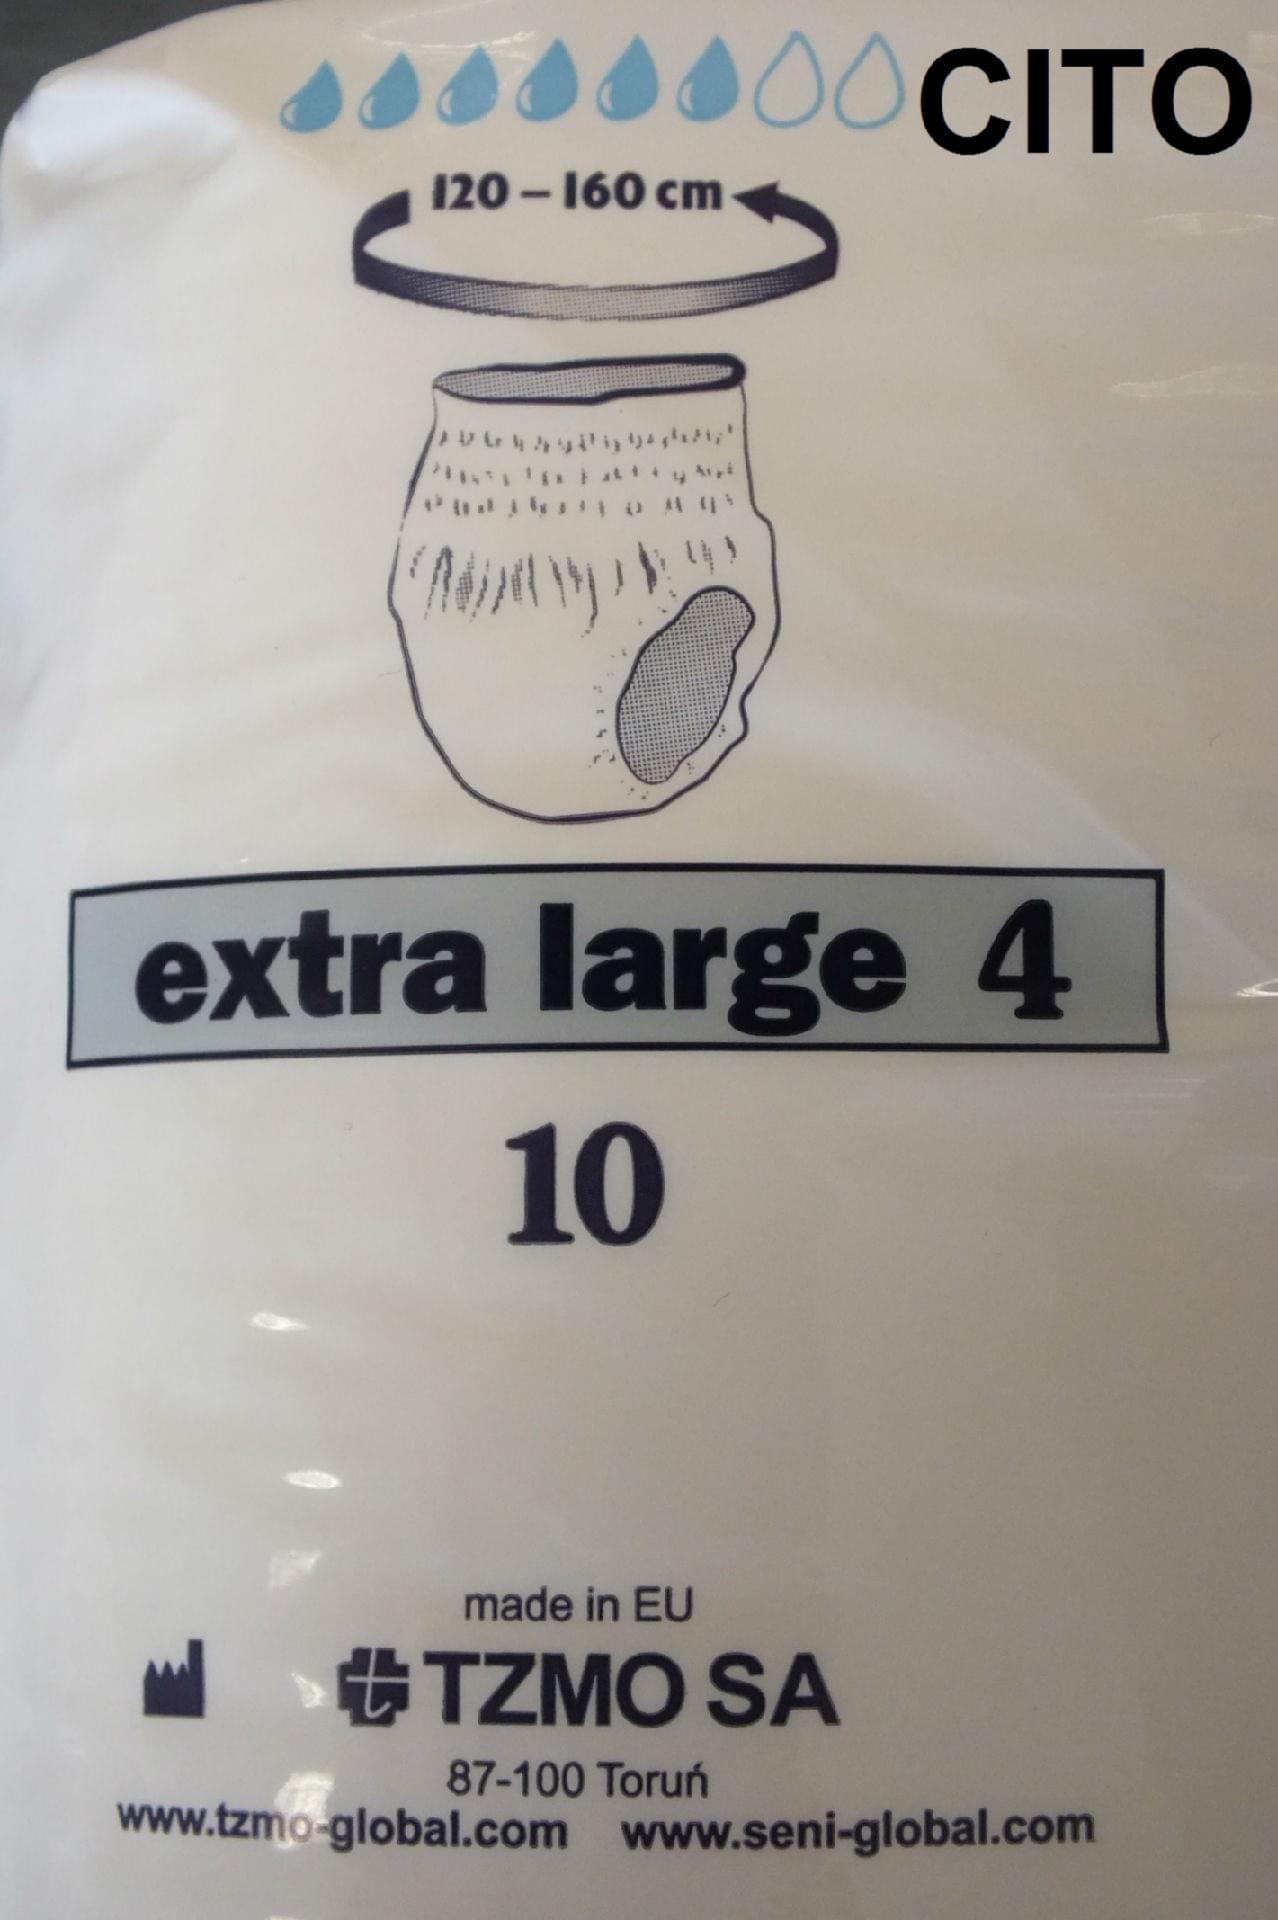 CITO
120 – 160 cm
extra large 4
10
made in EU
TZMO SA
87-100 Toruń
www.tzmo-global.com www.seni-global.com